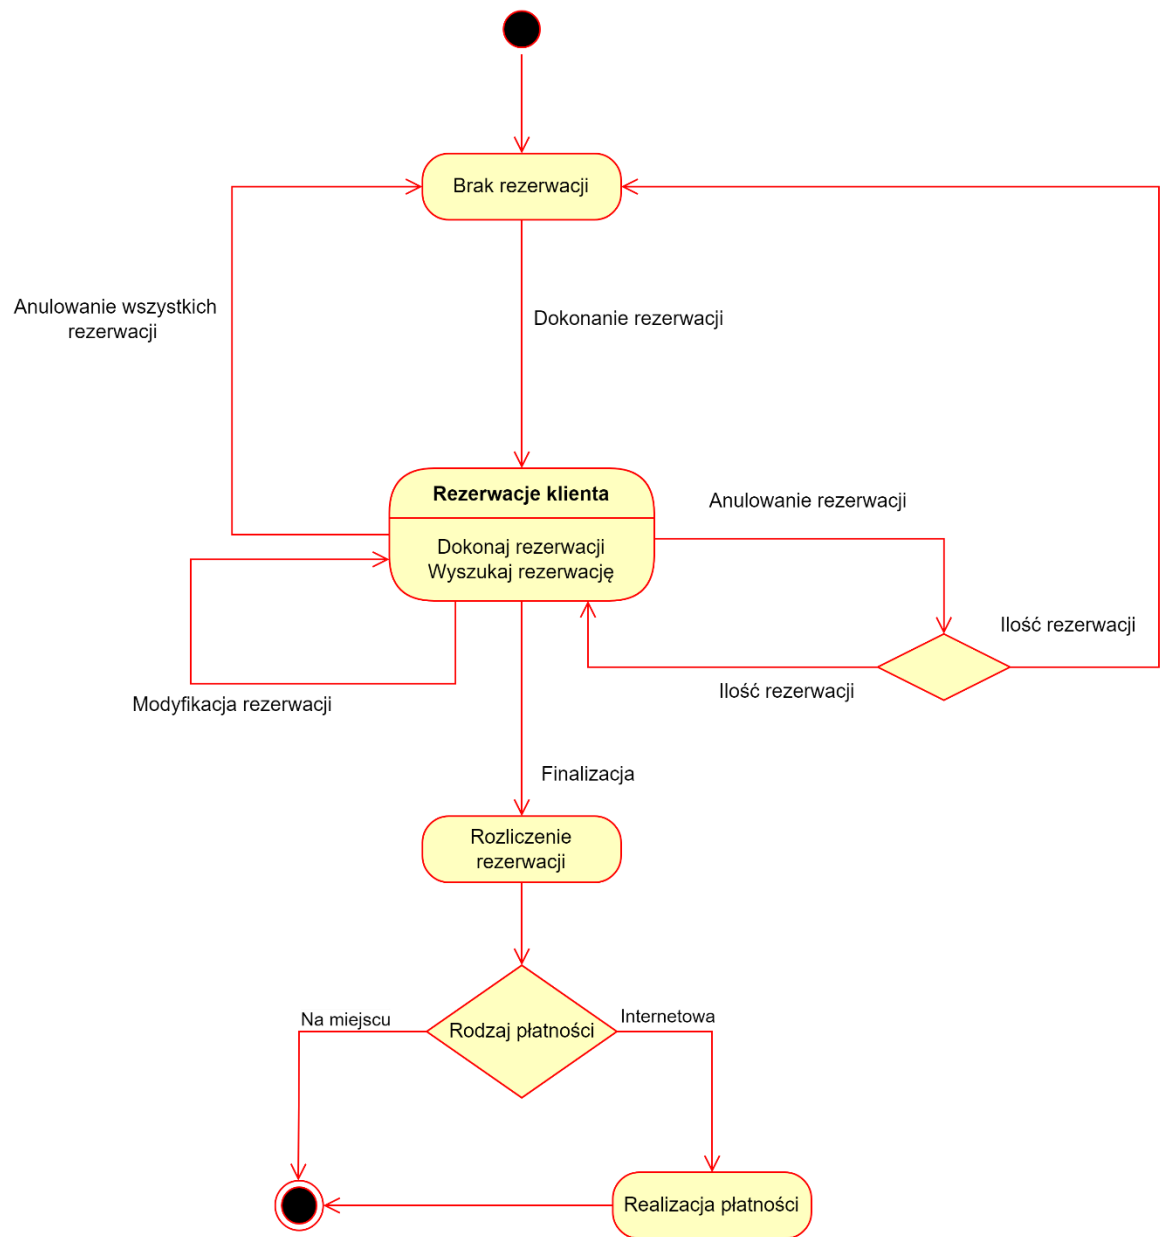 Brak rezerwacji
Anulowanie wszystkich
rezerwacji
Dokonanie rezerwacji
Rezerwacje klienta
Dokonaj rezerwacji
Wyszukaj rezerwację
Anulowanie rezerwacji
Ilość rezerwacji
Ilość rezerwacji
Modyfikacja rezerwacji
Finalizacja
Rozliczenie
rezerwacji
Na miejscu
Rodzaj płatności
Internetowa
Realizacja płatności